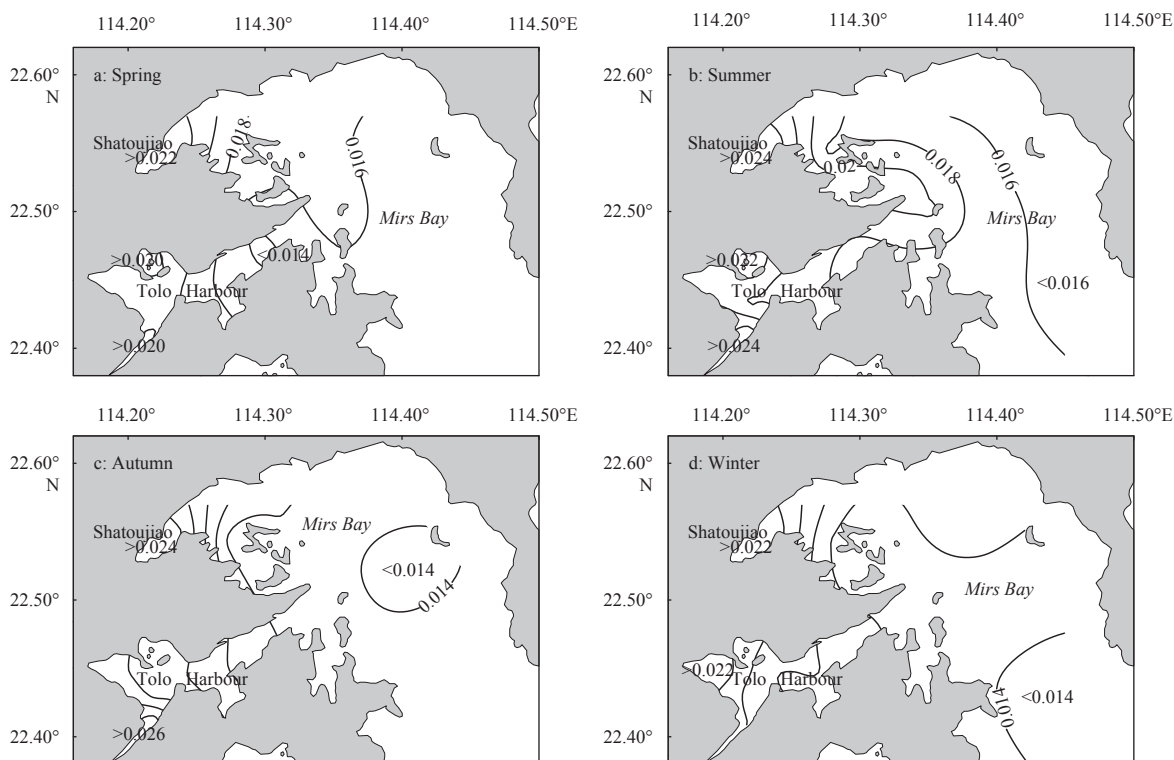 114.20° 114.30° 114.40° 114.50°E
22.60°
N
22.50°
22.40°
a: Spring
Shatoujiao
>0.022
0.018
0.016
Mirs Bay
>0.020
<0.014
Tolo Harbour
>0.020
114.20° 114.30° 114.40° 114.50°E
22.60°
N
22.50°
22.40°
b: Summer
Shatoujiao
>0.024
0.02
0.018
0.016
Mirs Bay
>0.022
<0.016
Tolo Harbour
>0.024
114.20° 114.30° 114.40° 114.50°E
22.60°
N
22.50°
22.40°
c: Autumn
Mirs Bay
Shatoujiao
>0.024
<0.014
0.014
Tolo Harbour
>0.026
114.20° 114.30° 114.40° 114.50°E
22.60°
N
22.50°
22.40°
d: Winter
Shatoujiao
>0.022
Mirs Bay
>0.022
Tolo Harbour
<0.014
0.014